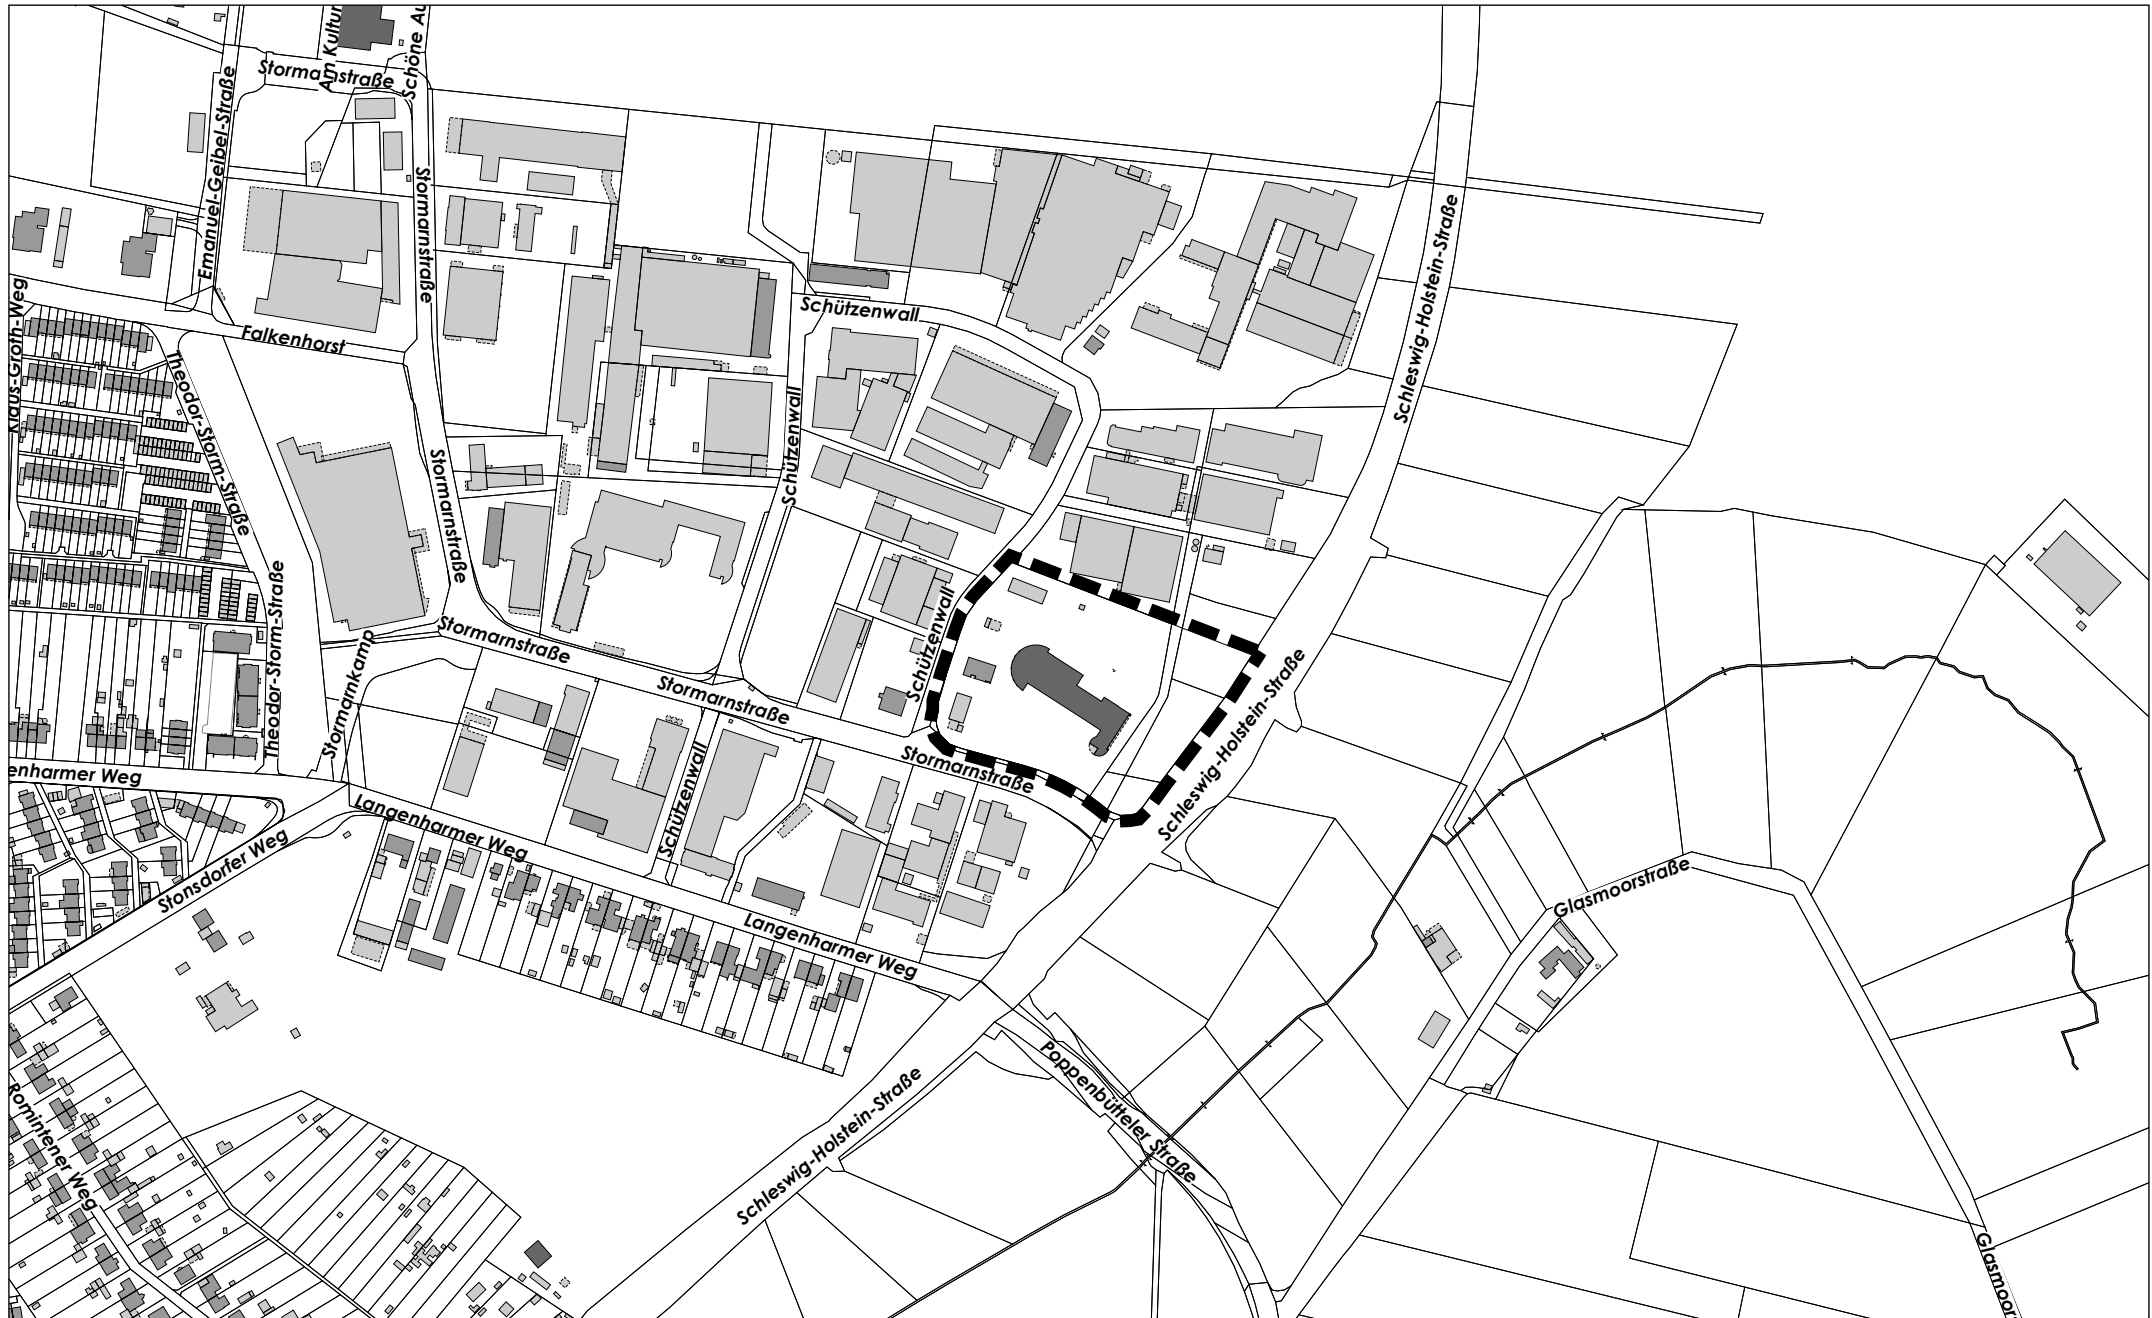 Am Kultur
Schöne Au
Stormanstraße
Emanuel-Geibel-Straße
Stormarnstraße
Schleswig-Holstein-Straße
Klaus-Groth-Weg
Falkenhorst
Schützenwall
Theodor-Storm-Straße
Schützenwall
Stormarnstraße
Theodor-Storm-Straße
Schützenwall
Stormarnstraße
Stormarnkamp
Stormarnstraße
Schleswig-Holstein-Straße
Stormarnstraße
enharmer Weg
Schützenwall
Langenharmer Weg
Stonsdorfer Weg
Glasmoorstraße
Langenharmer Weg
Poppenbütteler Straße
Schleswig-Holstein-Straße
Romintener Weg
Glasmoor